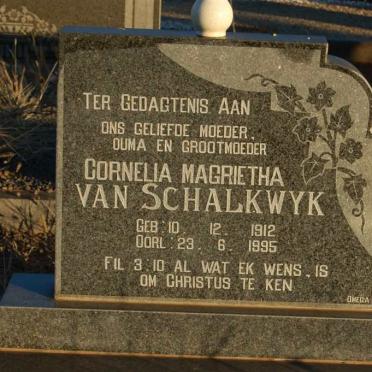 TER GEDAGTENIS AAN
ONS GELIEFDE MOEDER,
OUMA EN GROOTMOEDER
CORNELIA MAGRIETHA
VAN SCHALKWYK
GEB: 10. 12. 1912
OORL: 23. 6. 1995
FIL 3:10 AL WAT EK WENS, IS
OM CHRISTUS TE KEN
OMEGA